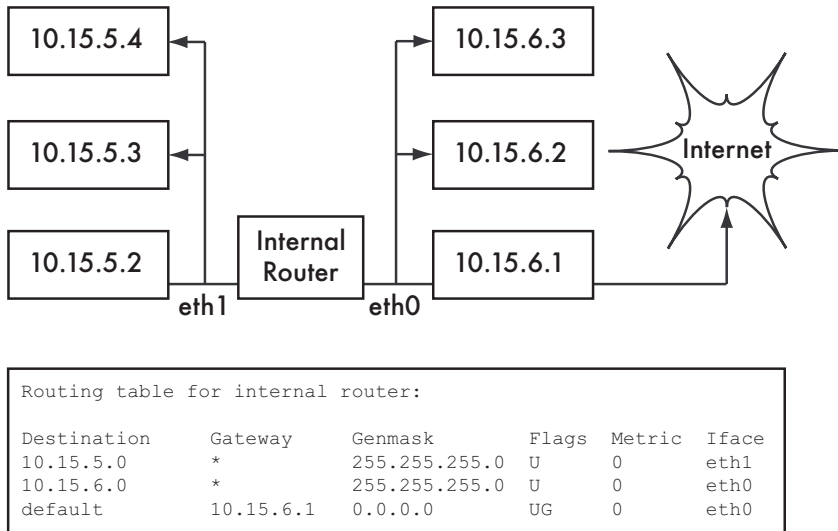 10.15.5.4
10.15.6.3
10.15.5.3
10.15.6.2
Internet
10.15.5.2
Internal
Router
10.15.6.1
eth1
eth0
Routing table for internal router:
Destination Gateway Genmask Flags Metric Iface
10.15.5.0 * 255.255.255.0 U 0 eth1
10.15.6.0 * 255.255.255.0 U 0 eth0
default 10.15.6.1 0.0.0.0 UG 0 eth0